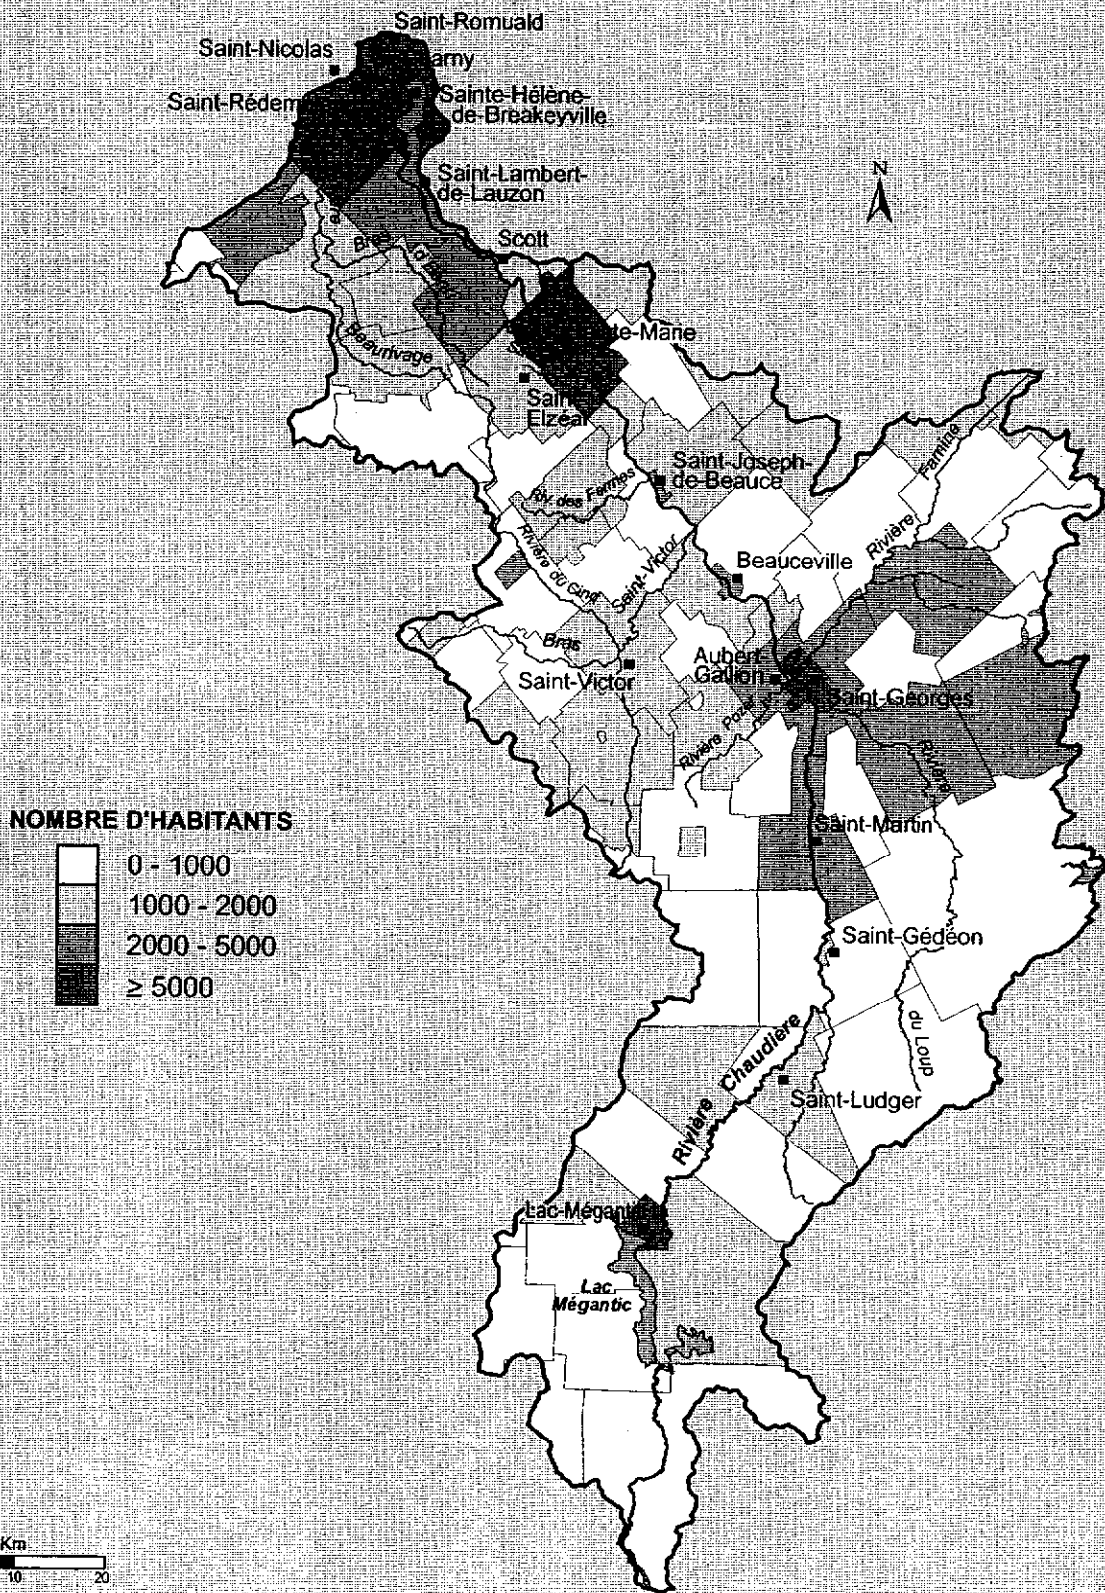 Saint-Romuald
Saint-Nicolas
arny
Saint-Rédem
Sainte-Hélène-
de-Breakeyville
Saint-Lambert-
de-Lauzon
N
Bras
Scott
Beaurivage
te-Marie
Saint-
Elzéar
Famine
Saint-Joseph-
de-Beauce
Riv. des Fermes
Rivière
Rivière du Cinq
Saint-Victor
Beauceville
Bras
Aubert-
Gallion
Saint-Victor
Saint-Georges
Rivière Pozer
Rivière
NOMBRE D'HABITANTS
Saint-Martin
0 - 1000
1000 - 2000
2000 - 5000
≥ 5000
Saint-Gédéon
du Loup
Rivière Chaudière
Saint-Ludger
Lac-Mégantic
Lac
Mégantic
Km
10 20